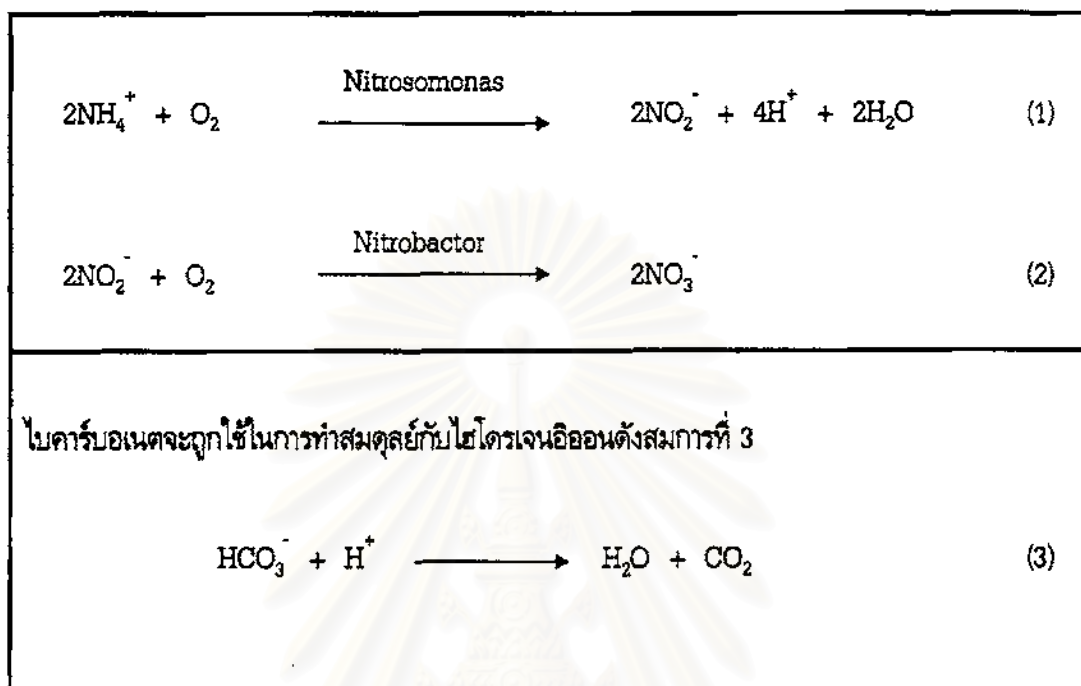 Nitrosomonas
2NH₄⁺ + O₂ → 2NO₂⁻ + 4H⁺ + 2H₂O (1)
Nitrobactor
2NO₂⁻ + O₂ → 2NO₃⁻ (2)
ไบคาร์บอเนตจะถูกใช้ในการทำสมดุลย์กับไฮโดรเจนอิออนดังสมการที่ 3
HCO₃⁻ + H⁺ → H₂O + CO₂ (3)